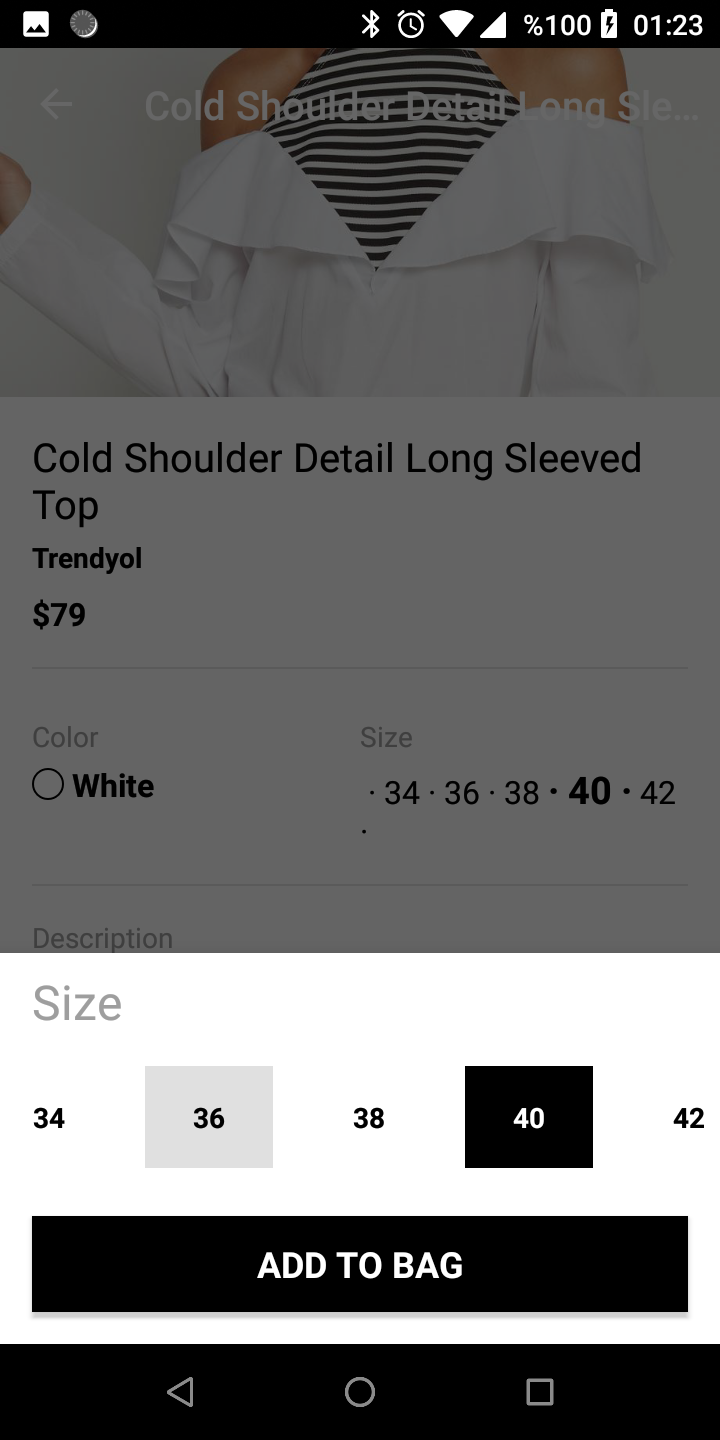 %100 01:23
Cold Shoulder Detail Long Sle...
Cold Shoulder Detail Long Sleeved
Top
Trendyol
$79
Color Size
White · 34 · 36 · 38 · 40 · 42
·
Description
Size
34 36 38 40 42
ADD TO BAG